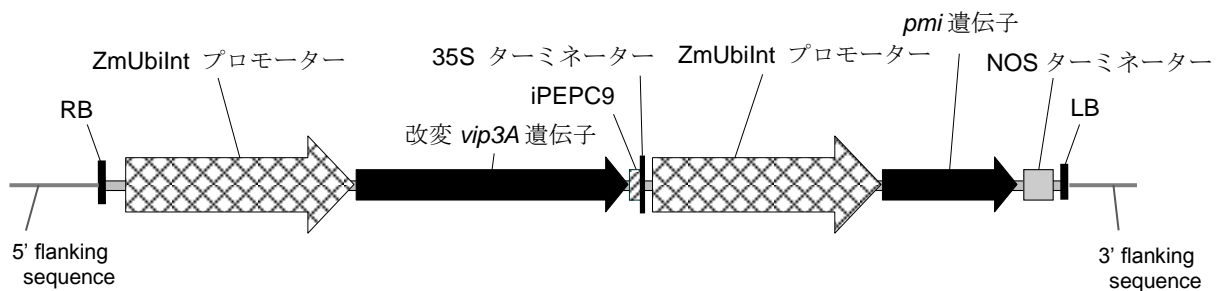 pmi 遺伝子
ZmUbiInt プロモーター
35S ターミネーター
ZmUbiInt プロモーター
NOS ターミネーター
iPEPC9
RB
LB
改変 vip3A 遺伝子
5’ flanking
sequence
3’ flanking
sequence